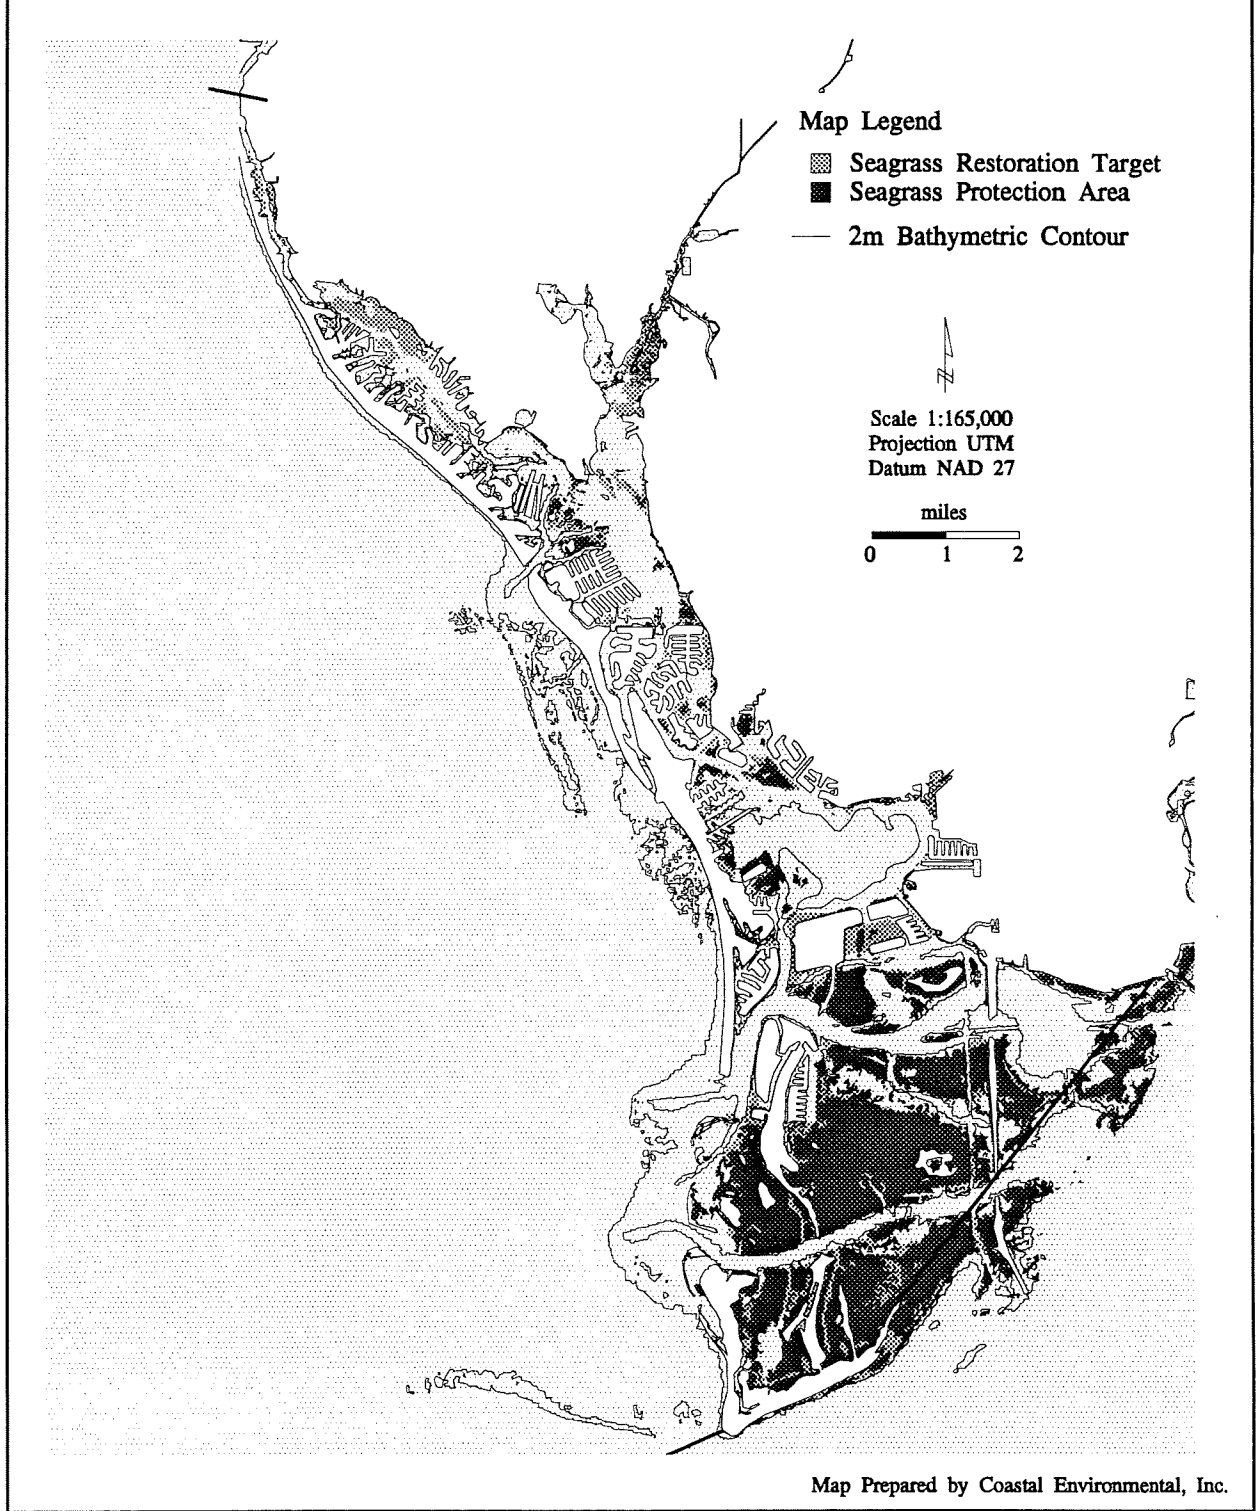 Map Legend
Seagrass Restoration Target
Seagrass Protection Area
2m Bathymetric Contour
N
Scale 1:165,000
Projection UTM
Datum NAD 27
miles
0 1 2
Map Prepared by Coastal Environmental, Inc.